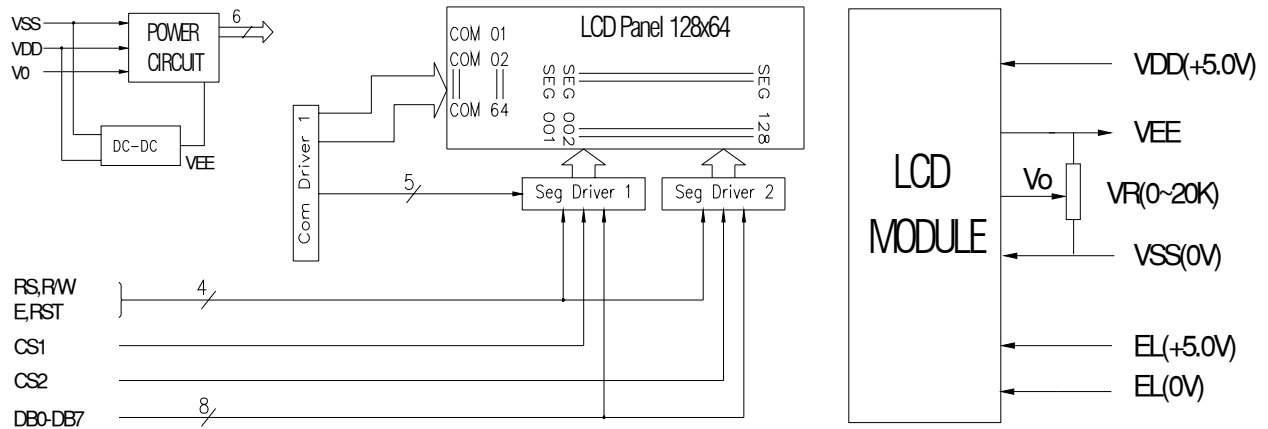 VSS
VDD
V0
POWER
CIRCUIT
6
DC-DC
VEE
LCD Panel 128x64
COM 01
COM 02
COM 64
SEG 001
SEG 002
SEG 128
Com Driver 1
5
Seg Driver 1
Seg Driver 2
RS,R/W
E,RST
4
CS1
CS2
DB0-DB7
8
LCD
MODULE
VDD(+5.0V)
VEE
Vo
VR(0~20K)
VSS(0V)
EL(+5.0V)
EL(0V)